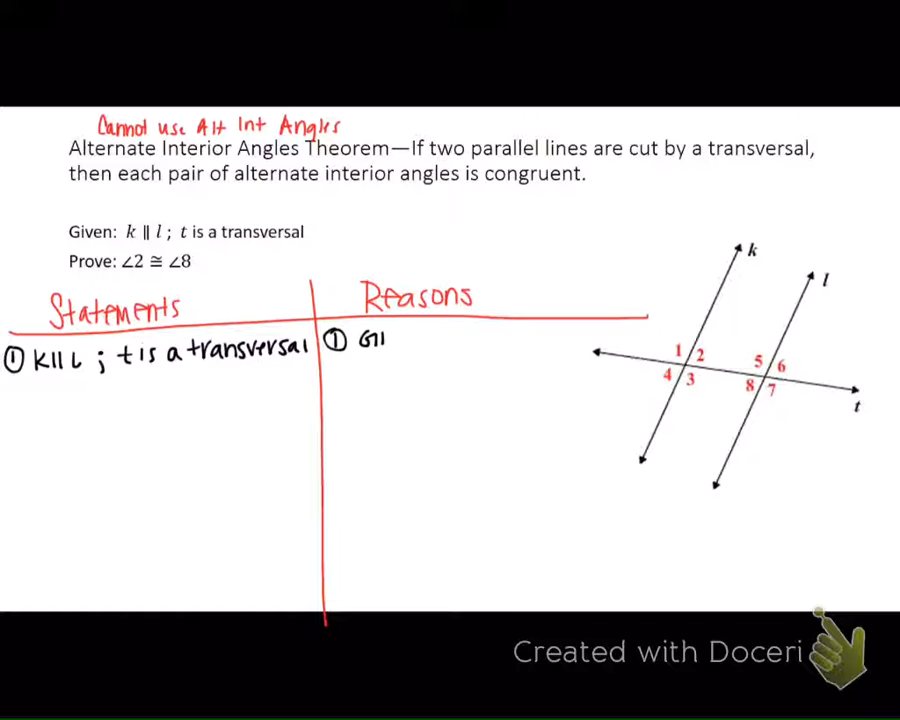 Cannot use Alt Int Angles
Alternate Interior Angles Theorem—If two parallel lines are cut by a transversal,
then each pair of alternate interior angles is congruent.
Given: k ∥ l ; t is a transversal
Prove: ∠2 ≅ ∠8
Statements
Reasons
① k || l ; t is a transversal
① Gi
k
l
1 2
5 6
4 3
8 7
t
Created with Doceri